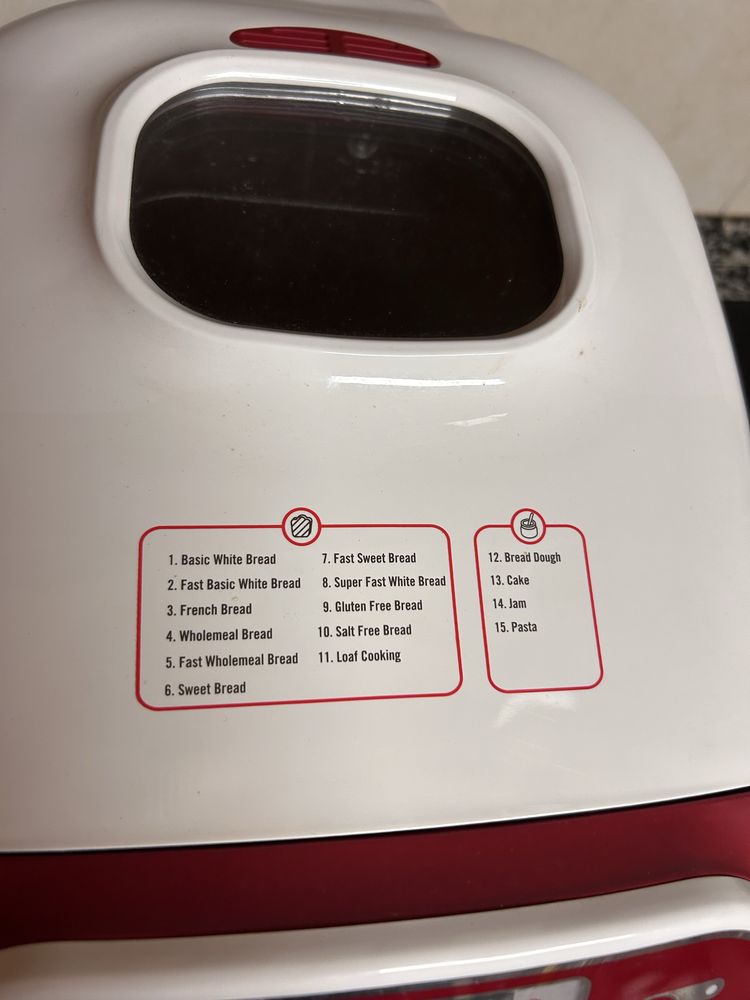 1. Basic White Bread
2. Fast Basic White Bread
3. French Bread
4. Wholemeal Bread
5. Fast Wholemeal Bread
6. Sweet Bread
7. Fast Sweet Bread
8. Super Fast White Bread
9. Gluten Free Bread
10. Salt Free Bread
11. Loaf Cooking
12. Bread Dough
13. Cake
14. Jam
15. Pasta